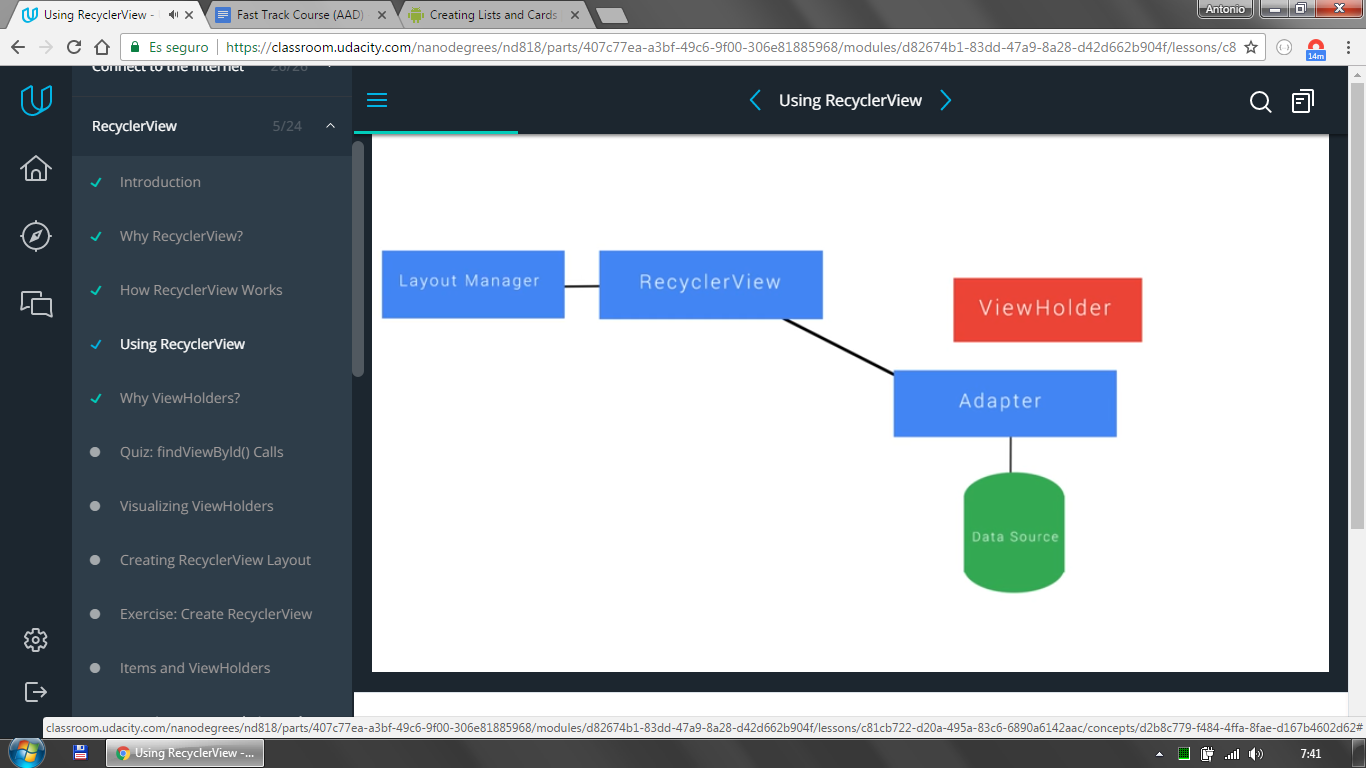 Using RecyclerView -
Fast Track Course (AAD)
Creating Lists and Cards
Antonio
Es seguro
https://classroom.udacity.com/nanodegrees/nd818/parts/407c77ea-a3bf-49c6-9f00-306e81885968/modules/d82674b1-83dd-47a9-8a28-d42d662b904f/lessons/c8
14m
Connect to the Internet 26/26
RecyclerView 5/24
Introduction
Why RecyclerView?
How RecyclerView Works
Using RecyclerView
Why ViewHolders?
Quiz: findViewById() Calls
Visualizing ViewHolders
Creating RecyclerView Layout
Exercise: Create RecyclerView
Items and ViewHolders
Using RecyclerView
Layout Manager
RecyclerView
ViewHolder
Adapter
Data Source
classroom.udacity.com/nanodegrees/nd818/parts/407c77ea-a3bf-49c6-9f00-306e81885968/modules/d82674b1-83dd-47a9-8a28-d42d662b904f/lessons/c81cb722-d20a-495a-83c6-6890a6142aac/concepts/d2b8c779-f484-4ffa-8fae-d167b4602d62#
Using RecyclerView -...
7:41